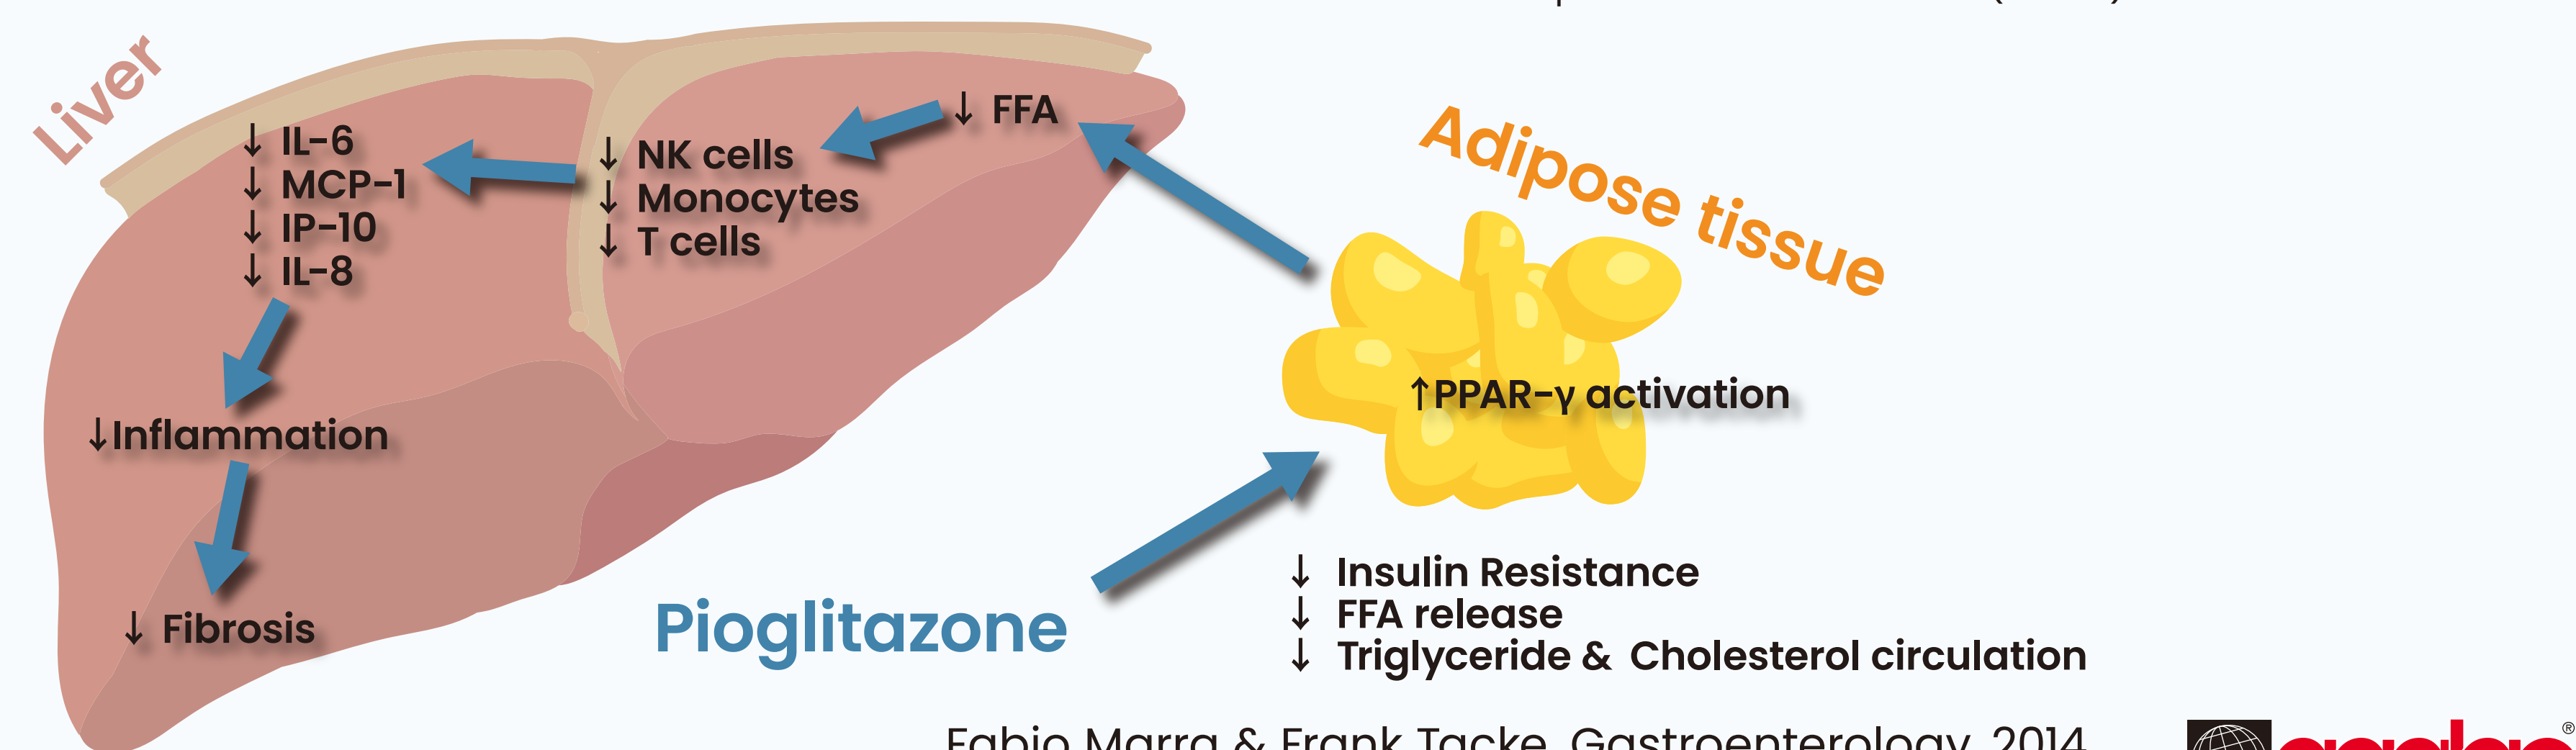 Liver
↓ FFA
↓ NK cells
↓ Monocytes
↓ T cells
↓ IL-6
↓ MCP-1
↓ IP-10
↓ IL-8
↓Inflammation
↓ Fibrosis
Adipose tissue
↑PPAR-γ activation
Pioglitazone
↓ Insulin Resistance
↓ FFA release
↓ Triglyceride & Cholesterol circulation
Fabio Marra & Frank Tacke, Gastroenterology, 2014
®